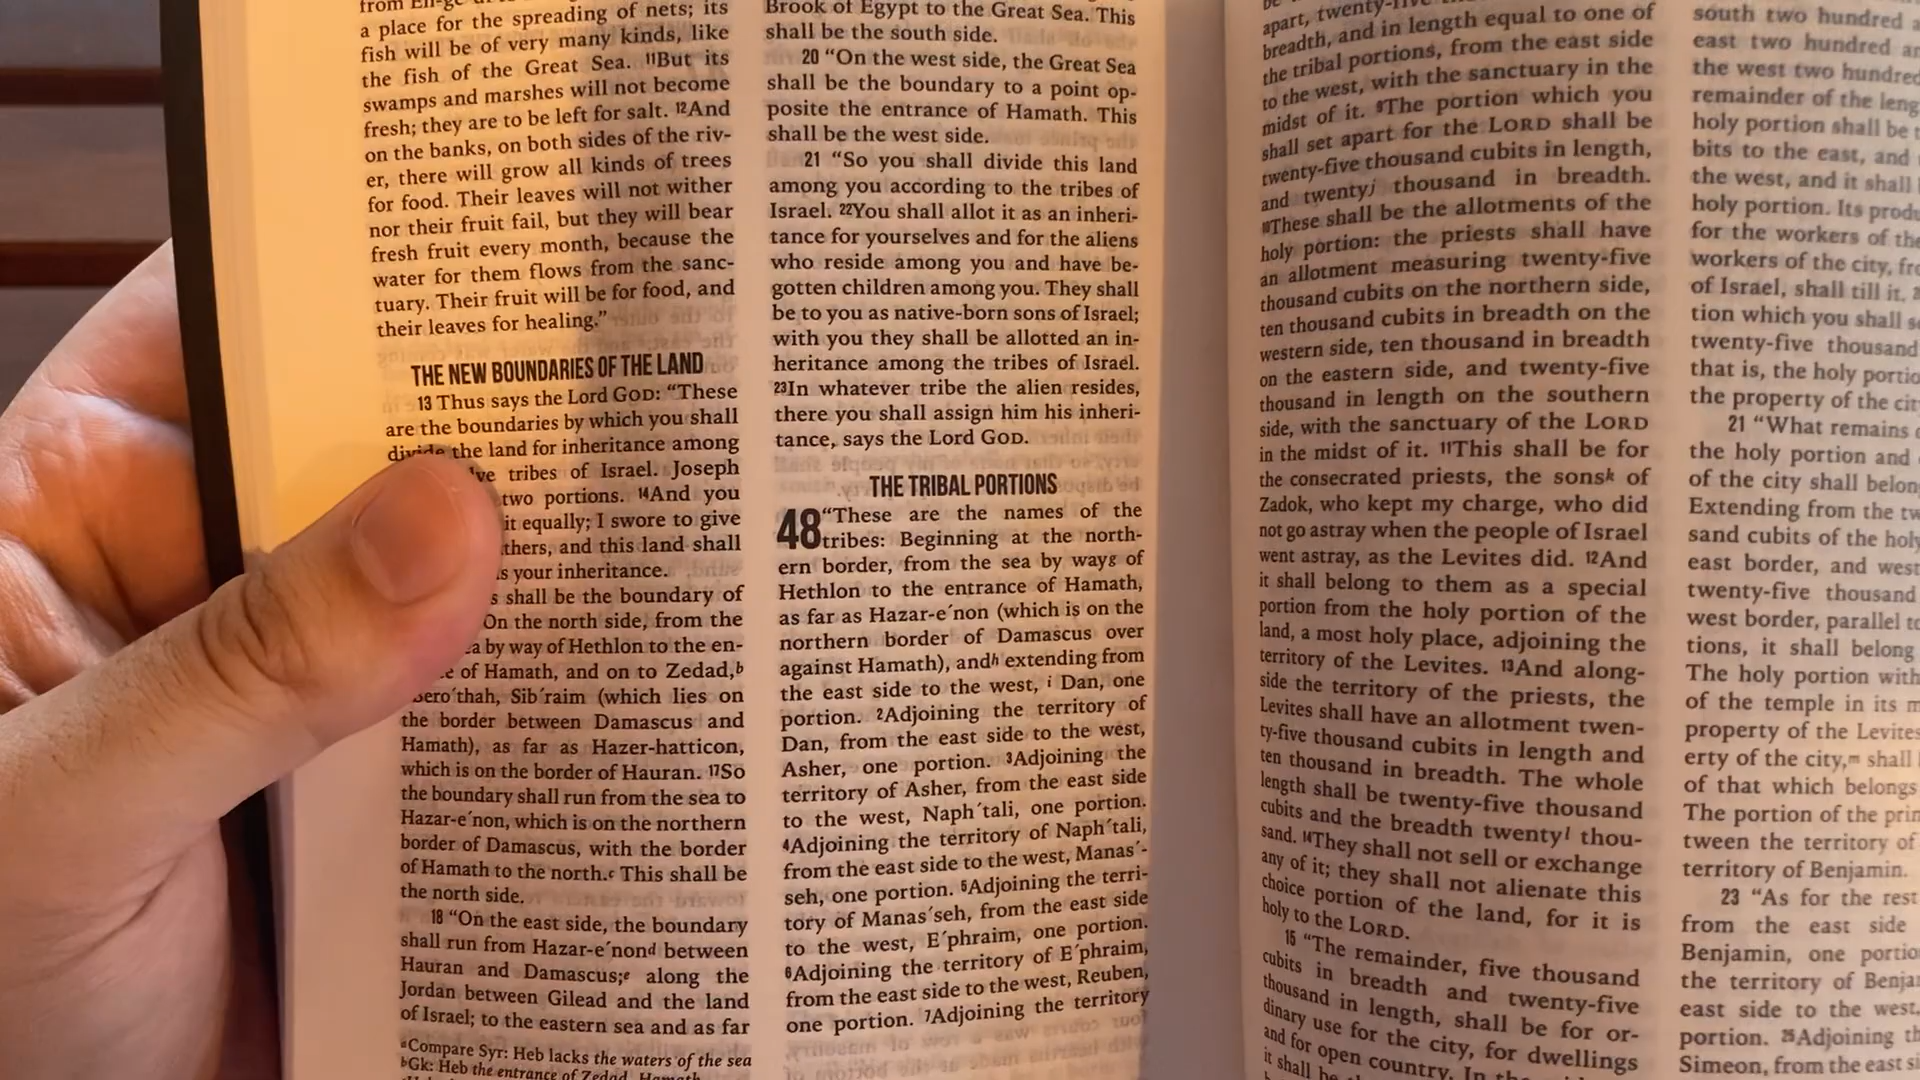 a place for the spreading of nets; its
fish will be of very many kinds, like
the fish of the Great Sea. 11But its
swamps and marshes will not become
fresh; they are to be left for salt. 12And
on the banks, on both sides of the riv-
er, there will grow all kinds of trees
for food. Their leaves will not wither
nor their fruit fail, but they will bear
fresh fruit every month, because the
water for them flows from the sanc-
tuary. Their fruit will be for food, and
their leaves for healing.”
THE NEW BOUNDARIES OF THE LAND
13 Thus says the Lord GOD: “These
are the boundaries by which you shall
divide the land for inheritance among
tribes of Israel. Joseph
two portions. 14And you
it equally; I swore to give
and this land shall
your inheritance.
shall be the boundary of
On the north side, from the
by way of Hethlon to the en-
of Hamath, and on to Zedad,b
Sib′raim (which lies on
the border between Damascus and
Hamath), as far as Hazer-hatticon,
which is on the border of Hauran. 17So
the boundary shall run from the sea to
Hazar-e′non, which is on the northern
border of Damascus, with the border
of Hamath to the north.c This shall be
the north side.
18 “On the east side, the boundary
shall run from Hazar-e′nond between
Hauran and Damascus;e along the
Jordan between Gilead and the land
of Israel; to the eastern sea and as far
aCompare Syr: Heb lacks the waters of the sea
bGk: Heb the entrance of Zedad, Hamath
Brook of Egypt to the Great Sea. This
shall be the south side.
20 “On the west side, the Great Sea
shall be the boundary to a point op-
posite the entrance of Hamath. This
shall be the west side.
21 “So you shall divide this land
among you according to the tribes of
Israel. 22You shall allot it as an inheri-
tance for yourselves and for the aliens
who reside among you and have be-
gotten children among you. They shall
be to you as native-born sons of Israel;
with you they shall be allotted an in-
heritance among the tribes of Israel.
23In whatever tribe the alien resides,
there you shall assign him his inheri-
tance, says the Lord GOD.
THE TRIBAL PORTIONS
48 “These are the names of the
tribes: Beginning at the north-
ern border, from the sea by wayg of
Hethlon to the entrance of Hamath,
as far as Hazar-e′non (which is on the
northern border of Damascus over
against Hamath), andh extending from
the east side to the west, i Dan, one
portion. 2Adjoining the territory of
Dan, from the east side to the west,
Asher, one portion. 3Adjoining the
territory of Asher, from the east side
to the west, Naph′tali, one portion.
4Adjoining the territory of Naph′tali,
from the east side to the west, Manas′-
seh, one portion. 5Adjoining the terri-
tory of Manas′seh, from the east side
to the west, E′phraim, one portion.
6Adjoining the territory of E′phraim,
from the east side to the west, Reuben,
one portion. 7Adjoining the territory
apart,
breadth, and in length equal to one of
the tribal portions, from the east side
to the west, with the sanctuary in the
midst of it. 9The portion which you
shall set apart for the LORD shall be
twenty-five thousand cubits in length,
and twentyj thousand in breadth.
10These shall be the allotments of the
holy portion: the priests shall have
an allotment measuring twenty-five
thousand cubits on the northern side,
ten thousand cubits in breadth on the
western side, ten thousand in breadth
on the eastern side, and twenty-five
thousand in length on the southern
side, with the sanctuary of the LORD
in the midst of it. 11This shall be for
the consecrated priests, the sonsk of
Zadok, who kept my charge, who did
not go astray when the people of Israel
went astray, as the Levites did. 12And
it shall belong to them as a special
portion from the holy portion of the
land, a most holy place, adjoining the
territory of the Levites. 13And along-
side the territory of the priests, the
Levites shall have an allotment twen-
ty-five thousand cubits in length and
ten thousand in breadth. The whole
length shall be twenty-five thousand
cubits and the breadth twentyl thou-
sand. 14They shall not sell or exchange
any of it; they shall not alienate this
choice portion of the land, for it is
holy to the LORD.
15 “The remainder, five thousand
cubits in breadth and twenty-five
thousand in length, shall be for or-
dinary use for the city, for dwellings
and for open country. In the
it shall be
south two hundred
east two hundred
the west two hundred
remainder of the
holy portion shall be
bits to the east, and
the west, and it shall
holy portion. Its
for the workers of
workers of the city,
of Israel, shall till it.
tion which you shall
twenty-five thousand
that is, the holy
the property of the
21 “What remains
the holy portion and
of the city shall
Extending from the
sand cubits of the
east border, and
twenty-five thousand
west border, parallel
tions, it shall belong
The holy portion with
of the temple in its
property of the Levites
erty of the city,m shall
of that which belongs
The portion of the
tween the territory of
territory of Benjamin.
23 “As for the rest
from the east side
Benjamin, one
the territory of
east side to the west,
portion. 25Adjoining
Simeon, from the east